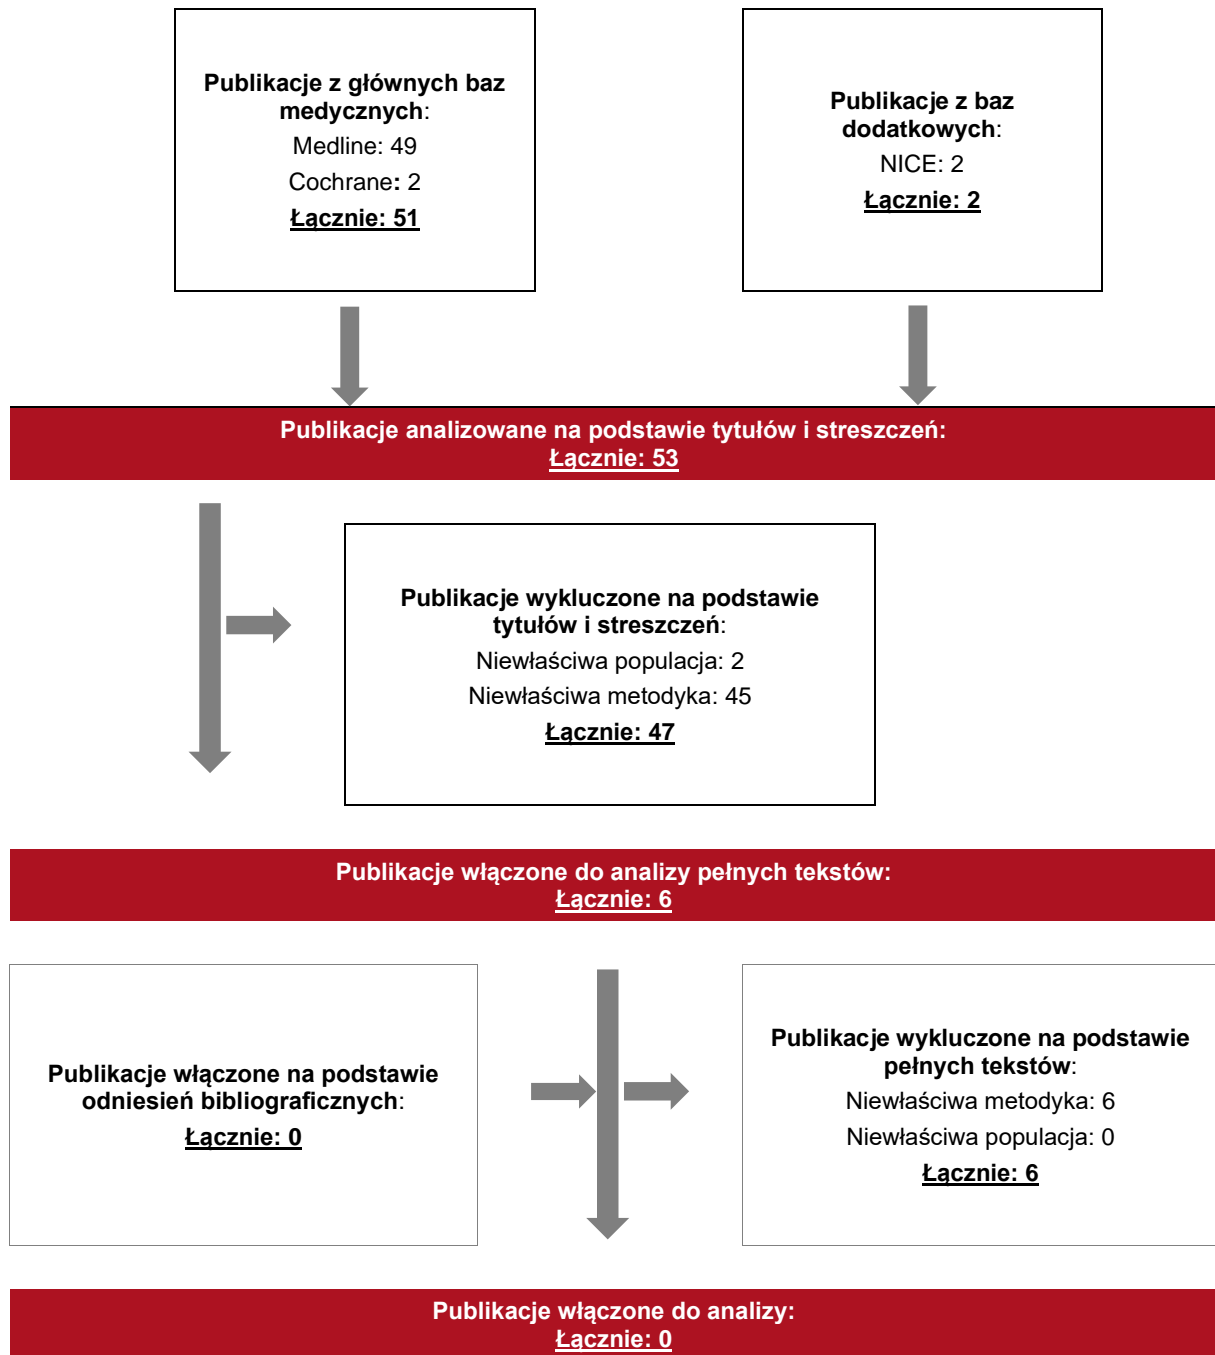 Publikacje z głównych baz
medycznych:
Medline: 49
Cochrane: 2
Łącznie: 51
Publikacje z baz
dodatkowych:
NICE: 2
Łącznie: 2
Publikacje analizowane na podstawie tytułów i streszczeń:
Łącznie: 53
Publikacje wykluczone na podstawie
tytułów i streszczeń:
Niewłaściwa populacja: 2
Niewłaściwa metodyka: 45
Łącznie: 47
Publikacje włączone do analizy pełnych tekstów:
Łącznie: 6
Publikacje włączone na podstawie
odniesień bibliograficznych:
Łącznie: 0
Publikacje wykluczone na podstawie
pełnych tekstów:
Niewłaściwa metodyka: 6
Niewłaściwa populacja: 0
Łącznie: 6
Publikacje włączone do analizy:
Łącznie: 0